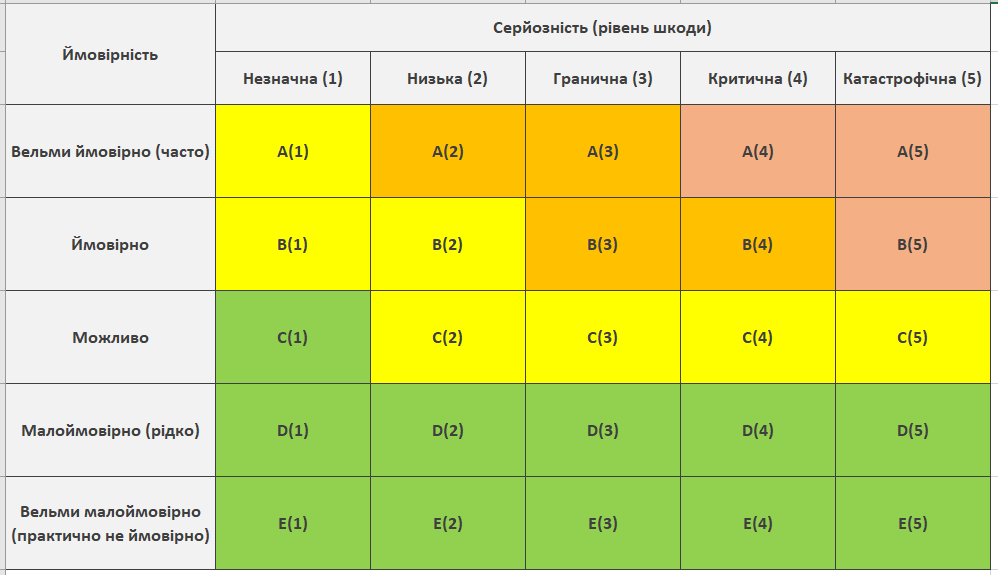 Ймовірність
Серйозність (рівень шкоди)
Незначна (1)
Низька (2)
Гранична (3)
Критична (4)
Катастрофічна (5)
Вельми ймовірно (часто)
A(1)
A(2)
A(3)
A(4)
A(5)
Ймовірно
B(1)
B(2)
B(3)
B(4)
B(5)
Можливо
C(1)
C(2)
C(3)
C(4)
C(5)
Малоймовірно (рідко)
D(1)
D(2)
D(3)
D(4)
D(5)
Вельми малоймовірно
(практично не ймовірно)
E(1)
E(2)
E(3)
E(4)
E(5)